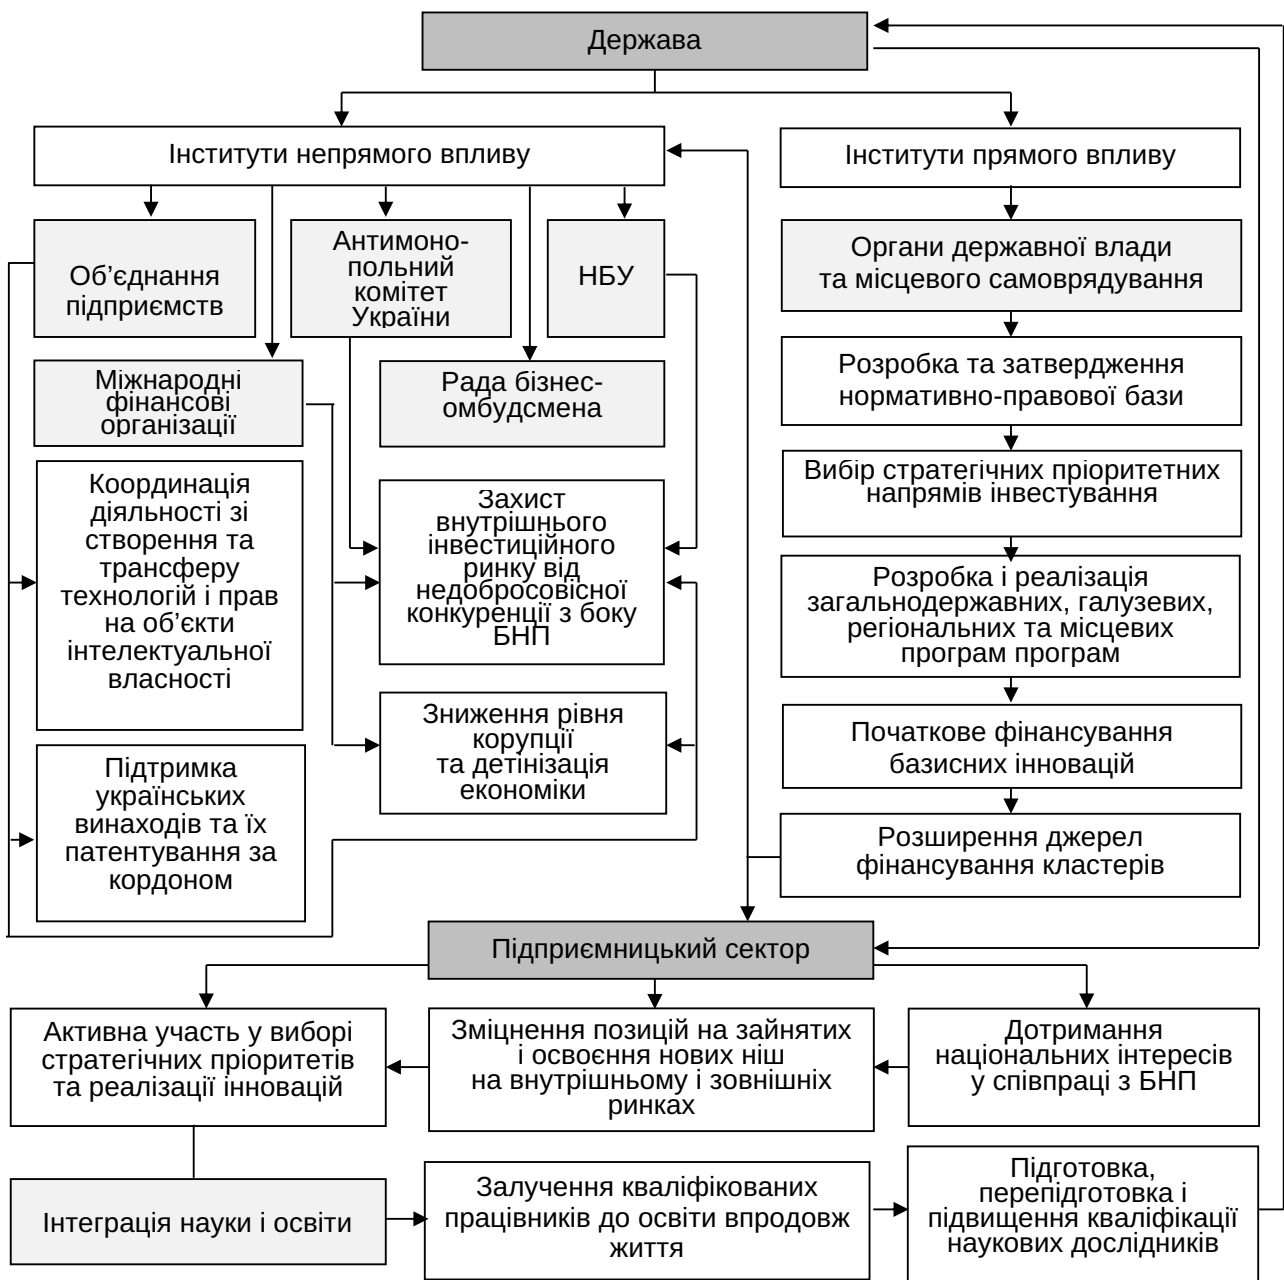 Держава
Інститути непрямого впливу
Інститути прямого впливу
Об’єднання
підприємств
Антимоно-
польний
комітет
України
НБУ
Органи державної влади
та місцевого самоврядування
Міжнародні
фінансові
організації
Рада бізнес-
омбудсмена
Розробка та затвердження
нормативно-правової бази
Координація
діяльності зі
створення та
трансферу
технологій і прав
на об’єкти
інтелектуальної
власності
Захист
внутрішнього
інвестиційного
ринку від
недобросовісної
конкуренції з боку
БНП
Вибір стратегічних пріоритетних
напрямів інвестування
Розробка і реалізація
загальнодержавних, галузевих,
регіональних та місцевих
програм програм
Зниження рівня
корупції
та детінізація
економіки
Початкове фінансування
базисних інновацій
Підтримка
українських
винаходів та їх
патентування за
кордоном
Розширення джерел
фінансування кластерів
Підприємницький сектор
Активна участь у виборі
стратегічних пріоритетів
та реалізації інновацій
Зміцнення позицій на зайнятих
і освоєння нових ніш
на внутрішньому і зовнішніх
ринках
Дотримання
національних інтересів
у співпраці з БНП
Інтеграція науки і освіти
Залучення кваліфікованих
працівників до освіти впродовж
життя
Підготовка,
перепідготовка і
підвищення кваліфікації
наукових дослідників